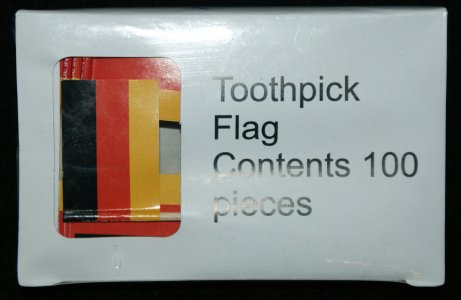 Toothpick
Flag
Contents 100
pieces